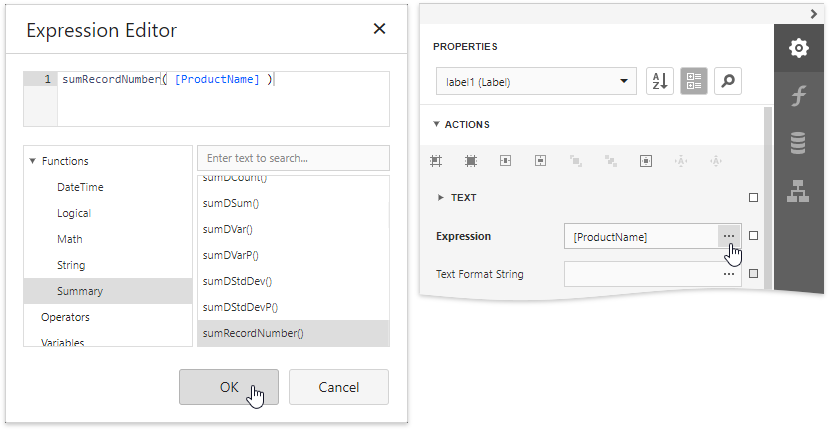 Expression Editor
1 sumRecordNumber( [ProductName] )
Functions
DateTime
Logical
Math
String
Summary
Operators
Variables
Enter text to search...
sumDCount()
sumDSum()
sumDVar()
sumDVarP()
sumDStdDev()
sumDStdDevP()
sumRecordNumber()
OK Cancel
PROPERTIES
label1 (Label)
ACTIONS
TEXT
Expression [ProductName] ...
Text Format String ...